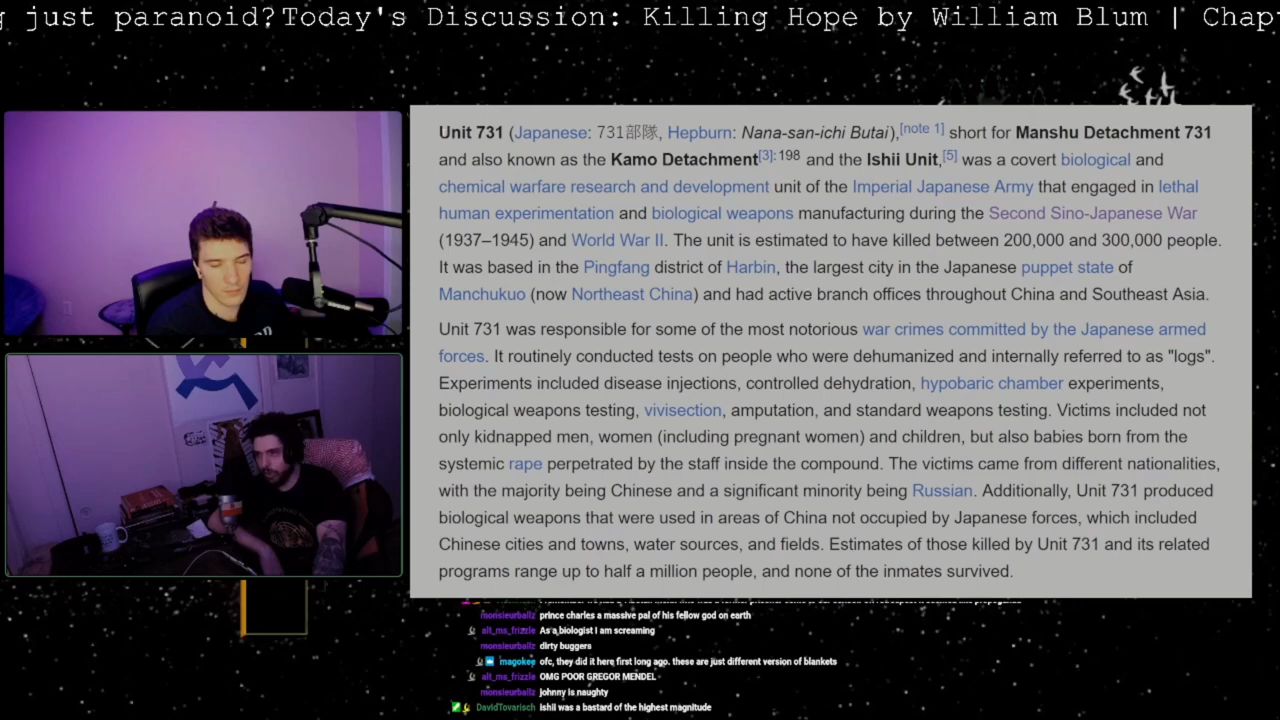 g just paranoid?Today's Discussion: Killing Hope by William Blum | Chap
Unit 731 (Japanese: 731部隊, Hepburn: Nana-san-ichi Butai),[note 1] short for Manshu Detachment 731
and also known as the Kamo Detachment[3]:198 and the Ishii Unit,[5] was a covert biological and
chemical warfare research and development unit of the Imperial Japanese Army that engaged in lethal
human experimentation and biological weapons manufacturing during the Second Sino-Japanese War
(1937–1945) and World War II. The unit is estimated to have killed between 200,000 and 300,000 people.
It was based in the Pingfang district of Harbin, the largest city in the Japanese puppet state of
Manchukuo (now Northeast China) and had active branch offices throughout China and Southeast Asia.
Unit 731 was responsible for some of the most notorious war crimes committed by the Japanese armed
forces. It routinely conducted tests on people who were dehumanized and internally referred to as "logs".
Experiments included disease injections, controlled dehydration, hypobaric chamber experiments,
biological weapons testing, vivisection, amputation, and standard weapons testing. Victims included not
only kidnapped men, women (including pregnant women) and children, but also babies born from the
systemic rape perpetrated by the staff inside the compound. The victims came from different nationalities,
with the majority being Chinese and a significant minority being Russian. Additionally, Unit 731 produced
biological weapons that were used in areas of China not occupied by Japanese forces, which included
Chinese cities and towns, water sources, and fields. Estimates of those killed by Unit 731 and its related
programs range up to half a million people, and none of the inmates survived.
monsieurballz prince charles a massive pal of his fellow god on earth
alt_ms_frizzle As a biologist I am screaming
monsieurballz dirty buggers
magokee ofc, they did it here first long ago. these are just different version of blankets
alt_ms_frizzle OMG POOR GREGOR MENDEL
monsieurballz johnny is naughty
DavidTovarisch ishii was a bastard of the highest magnitude